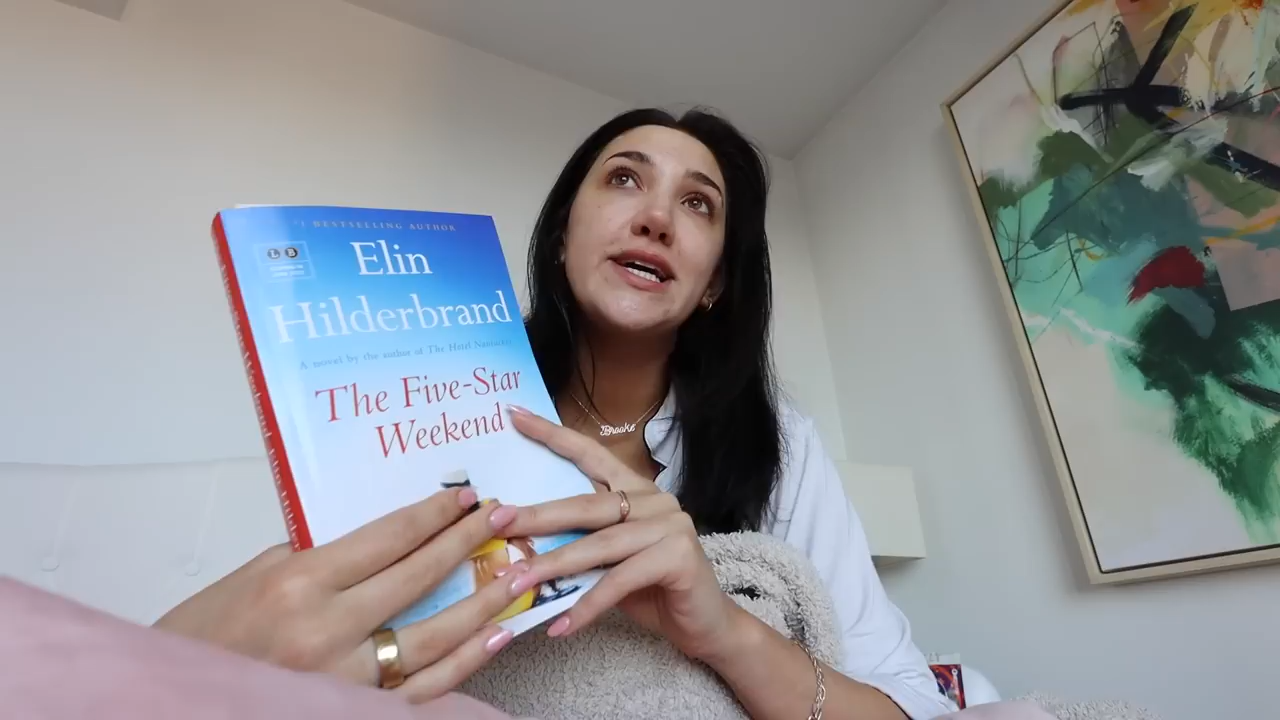 #1 BESTSELLING AUTHOR
L B
Elin
Hilderbrand
A novel by the author of The Hotel Nantucket
The Five-Star
Weekend
Brooke